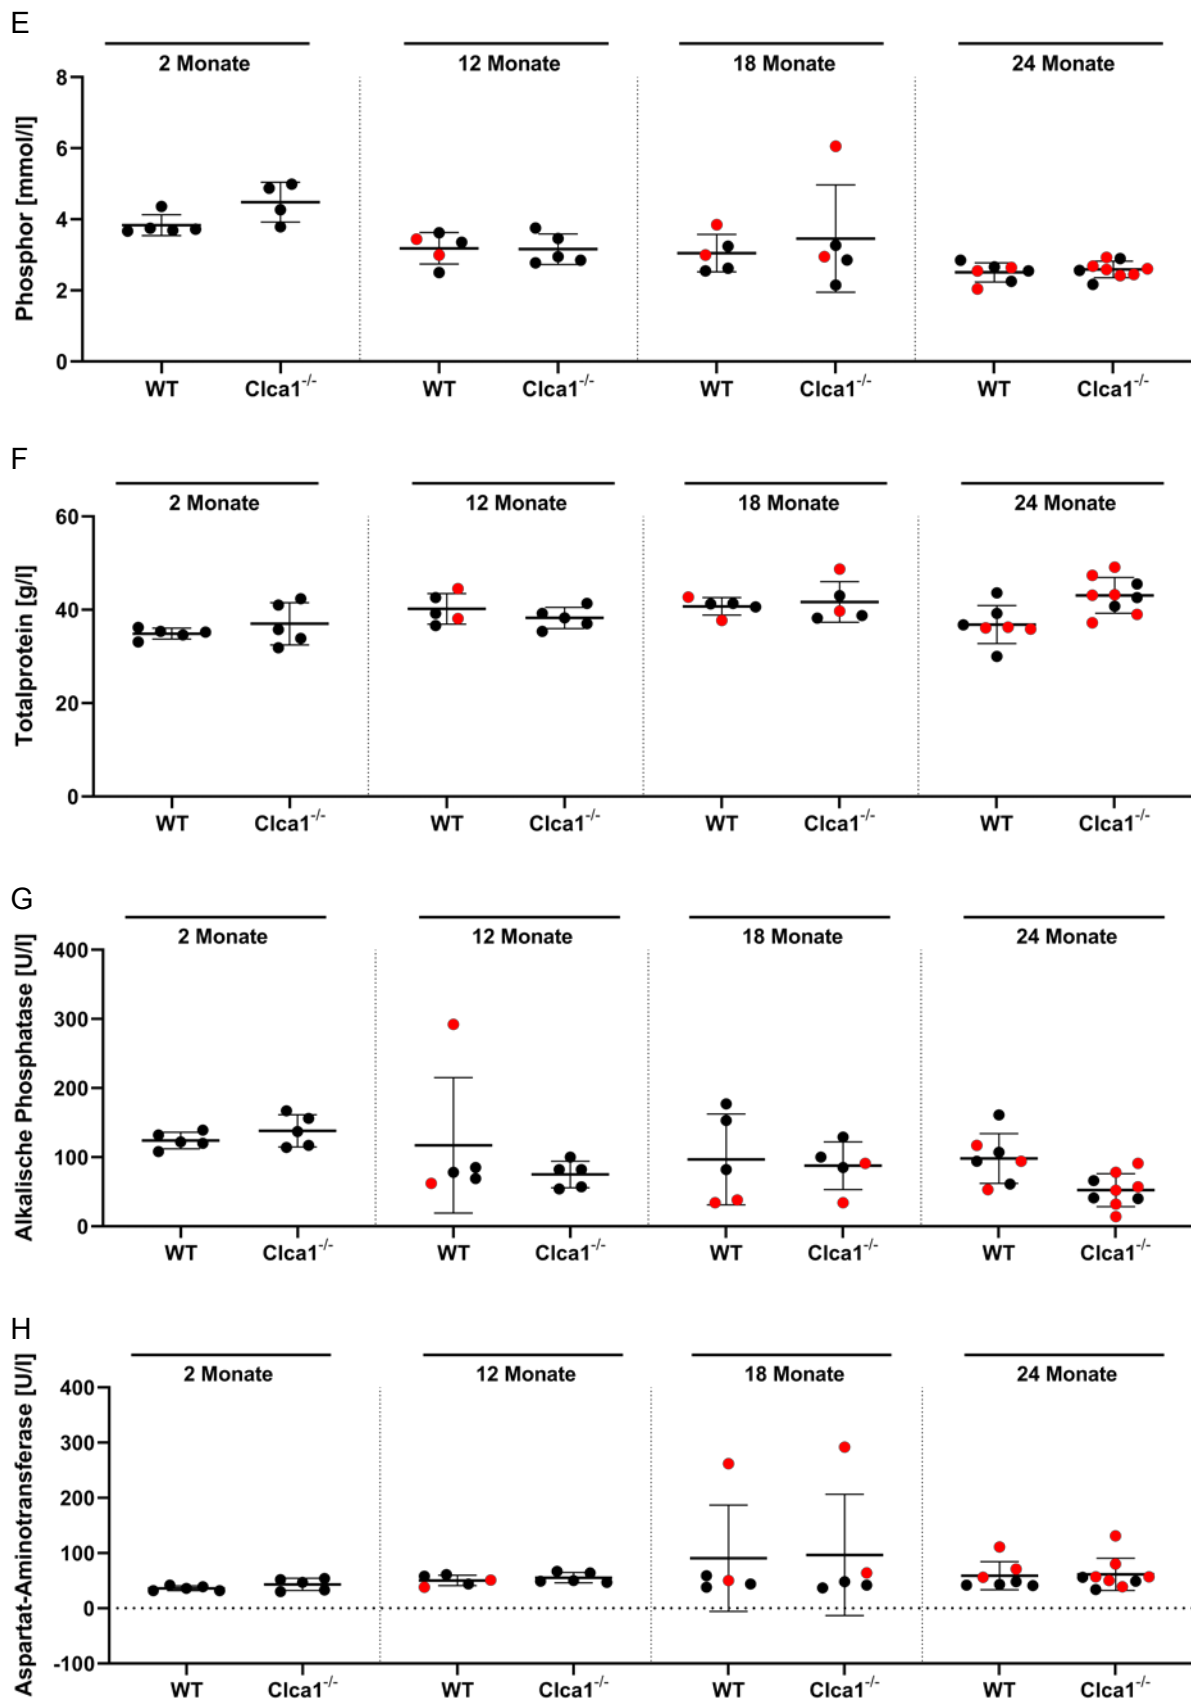 E
2 Monate 12 Monate 18 Monate 24 Monate
Phosphor [mmol/l]
8
6
4
2
0
WT Clca1-/- WT Clca1-/- WT Clca1-/- WT Clca1-/-
F
2 Monate 12 Monate 18 Monate 24 Monate
Totalprotein [g/l]
60
40
20
0
WT Clca1-/- WT Clca1-/- WT Clca1-/- WT Clca1-/-
G
2 Monate 12 Monate 18 Monate 24 Monate
Alkalische Phosphatase [U/l]
400
300
200
100
0
WT Clca1-/- WT Clca1-/- WT Clca1-/- WT Clca1-/-
H
2 Monate 12 Monate 18 Monate 24 Monate
Aspartat-Aminotransferase [U/l]
400
300
200
100
0
-100
WT Clca1-/- WT Clca1-/- WT Clca1-/- WT Clca1-/-